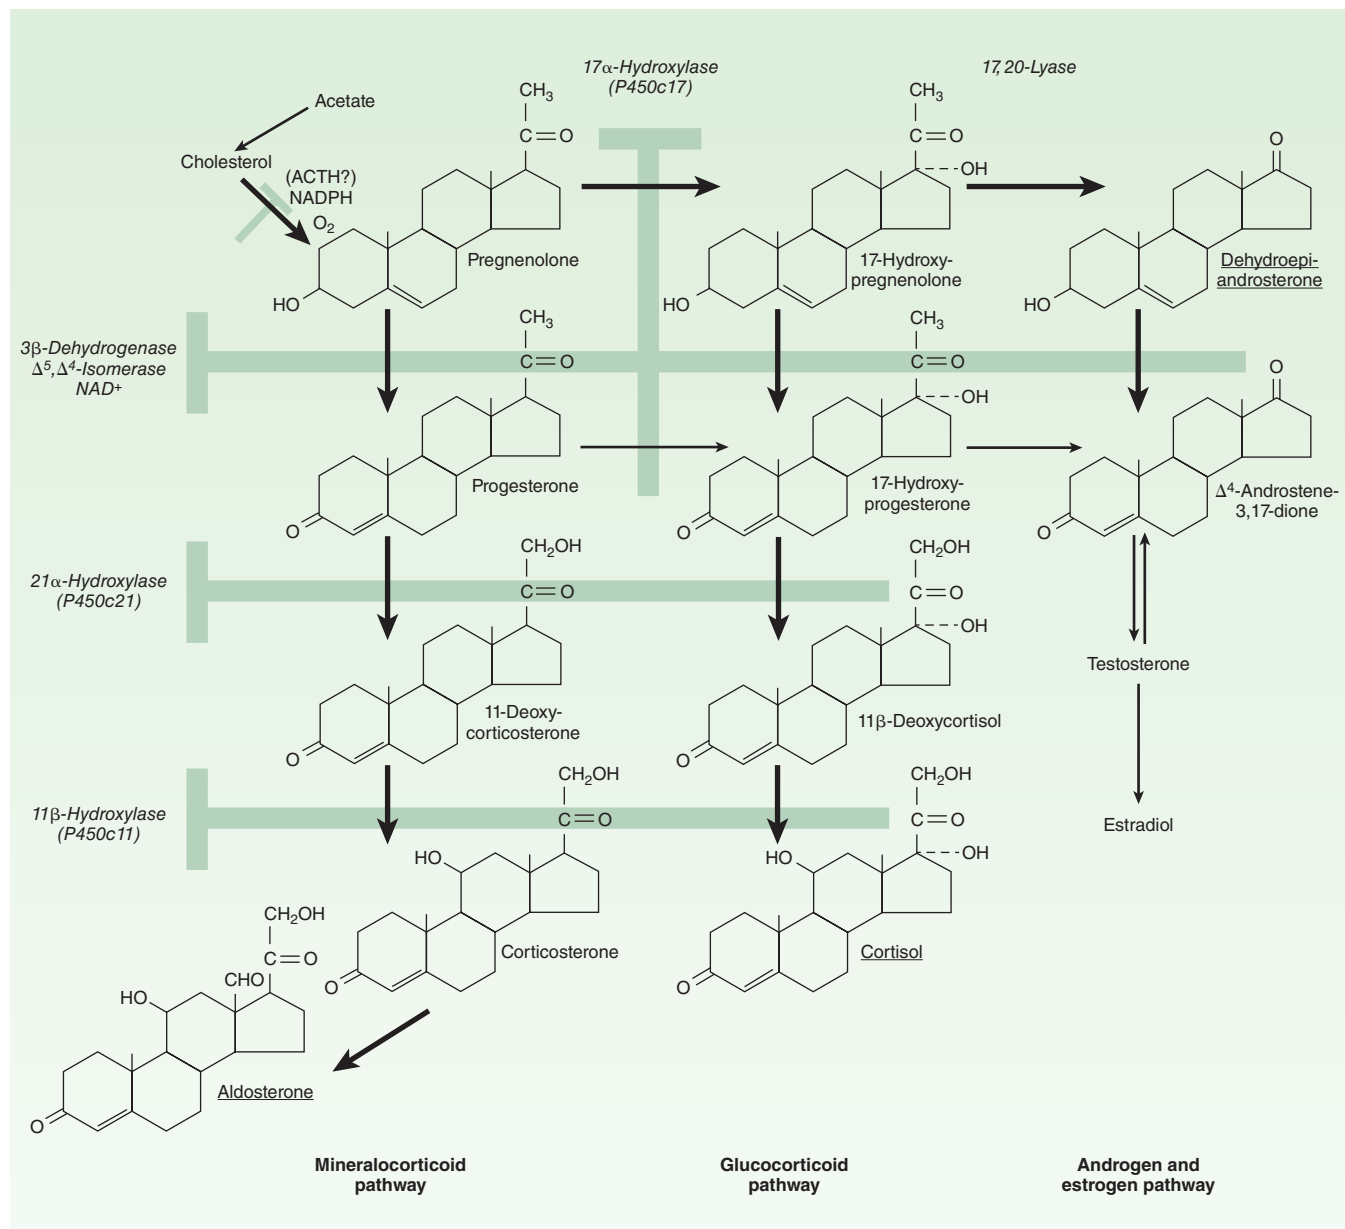 17α-Hydroxylase
(P450c17)
17, 20-Lyase
Acetate
Cholesterol
(ACTH?)
NADPH
O2
CH3
C=O
HO
Pregnenolone
CH3
C=O
OH
HO
17-Hydroxy-
pregnenolone
O
HO
Dehydroepi-
androsterone
3β-Dehydrogenase
Δ5,Δ4-Isomerase
NAD+
CH3
C=O
O
Progesterone
CH3
C=O
OH
O
17-Hydroxy-
progesterone
O
O
Δ4-Androstene-
3,17-dione
21α-Hydroxylase
(P450c21)
CH2OH
C=O
O
11-Deoxy-
corticosterone
CH2OH
C=O
OH
O
11β-Deoxycortisol
Testosterone
Estradiol
11β-Hydroxylase
(P450c11)
CH2OH
C=O
HO
O
Corticosterone
CH2OH
C=O
OH
HO
O
Cortisol
CH2OH
C=O
CHO
HO
O
Aldosterone
Mineralocorticoid
pathway
Glucocorticoid
pathway
Androgen and
estrogen pathway